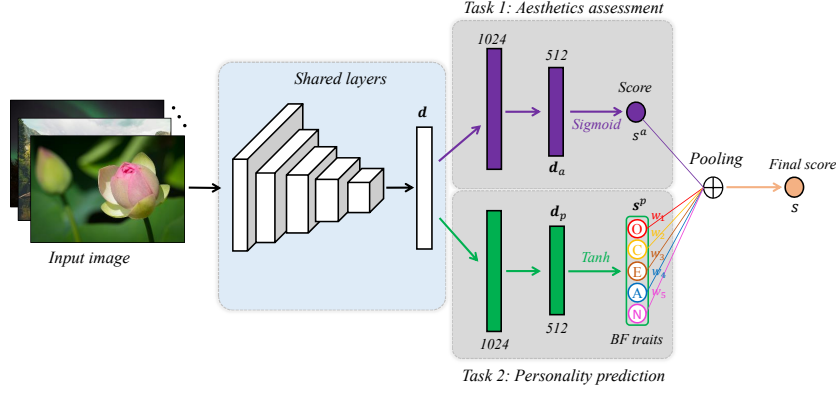 Task 1: Aesthetics assessment
1024
512
Shared layers
Score
d
Sigmoid
s^a
d_a
Pooling
Final score
s
Input image
d_p
s^p
O
C
E
A
N
w_1
w_2
w_3
w_4
w_5
Tanh
512
1024
BF traits
Task 2: Personality prediction